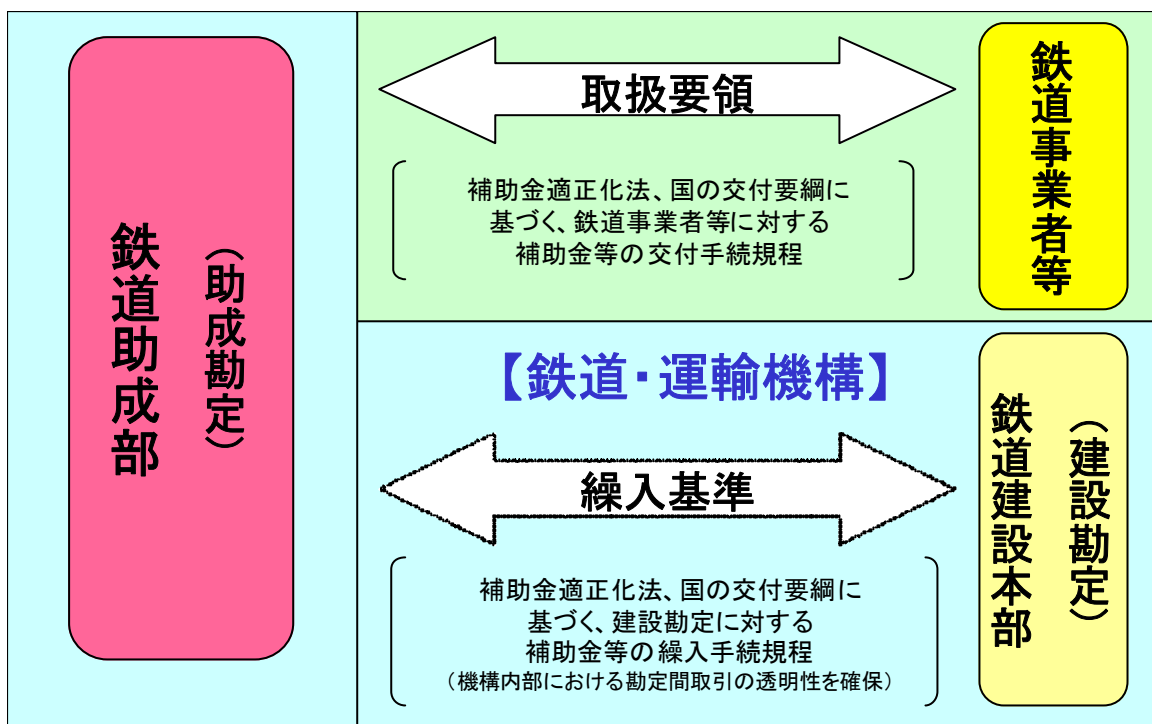 鉄道助成部
（助成勘定）
取扱要領
補助金適正化法、国の交付要綱に
基づく、鉄道事業者等に対する
補助金等の交付手続規程
鉄道事業者等
【鉄道・運輸機構】
繰入基準
補助金適正化法、国の交付要綱に
基づく、建設勘定に対する
補助金等の繰入手続規程
（機構内部における勘定間取引の透明性を確保）
鉄道建設本部
（建設勘定）